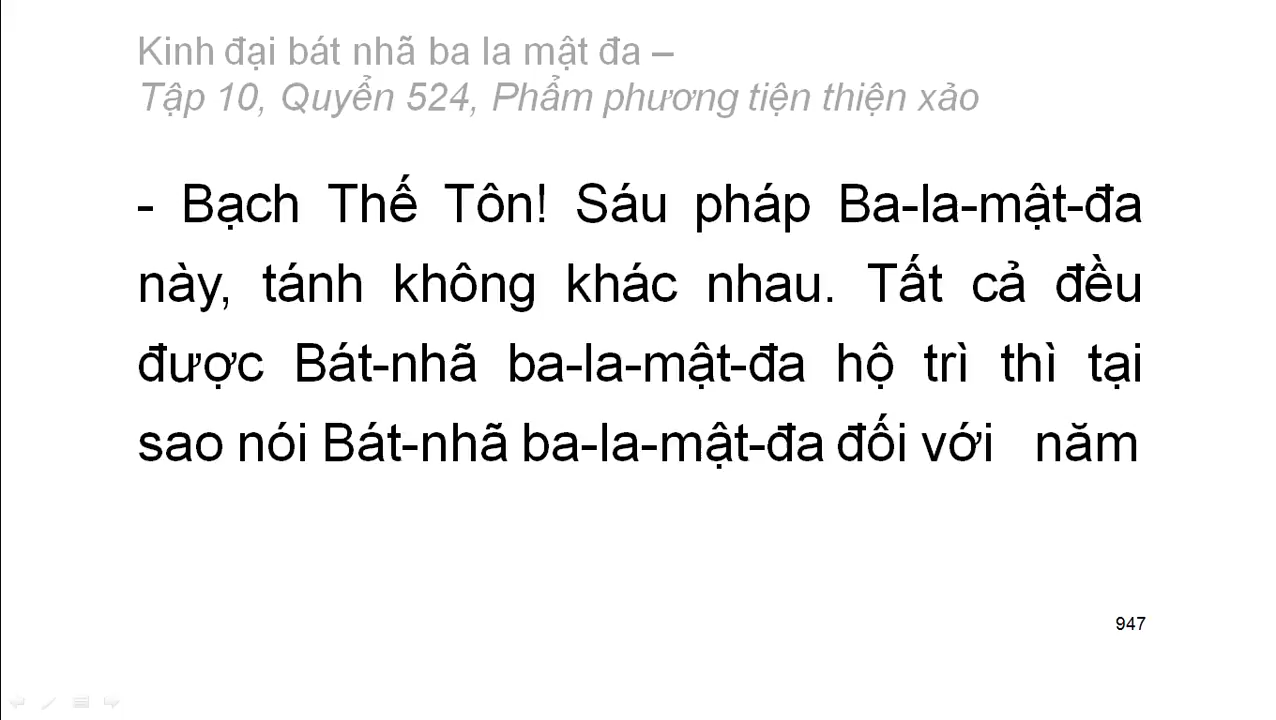 Kinh đại bát nhã ba la mật đa –
Tập 10, Quyển 524, Phẩm phương tiện thiện xảo
- Bạch Thế Tôn! Sáu pháp Ba-la-mật-đa
này, tánh không khác nhau. Tất cả đều
được Bát-nhã ba-la-mật-đa hộ trì thì tại
sao nói Bát-nhã ba-la-mật-đa đối với năm
947